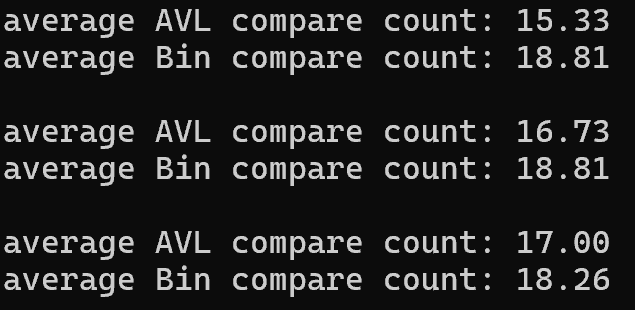 average AVL compare count: 15.33
average Bin compare count: 18.81
average AVL compare count: 16.73
average Bin compare count: 18.81
average AVL compare count: 17.00
average Bin compare count: 18.26